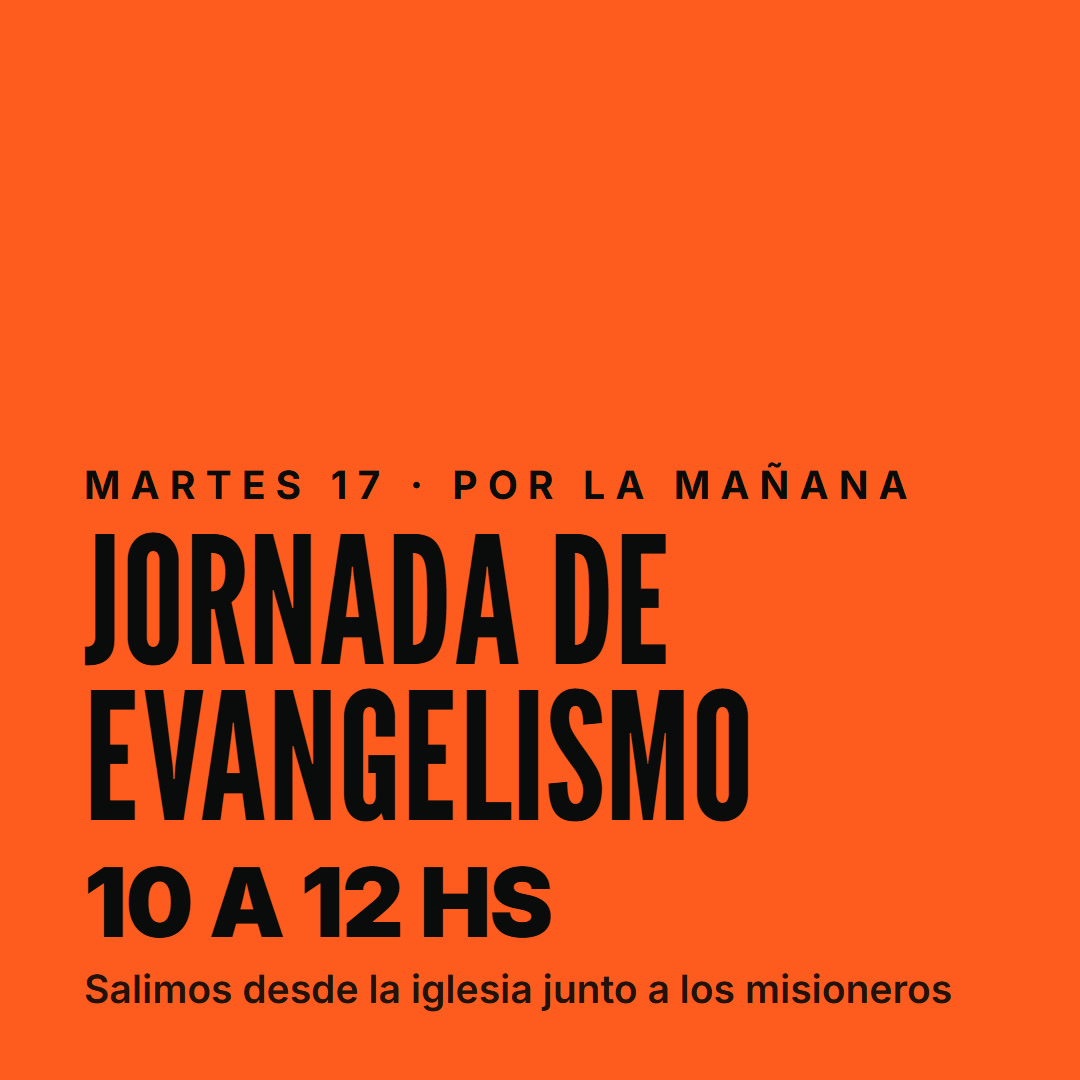 MARTES 17 · POR LA MAÑANA
JORNADA DE
EVANGELISMO
10 A 12 HS
Salimos desde la iglesia junto a los misioneros